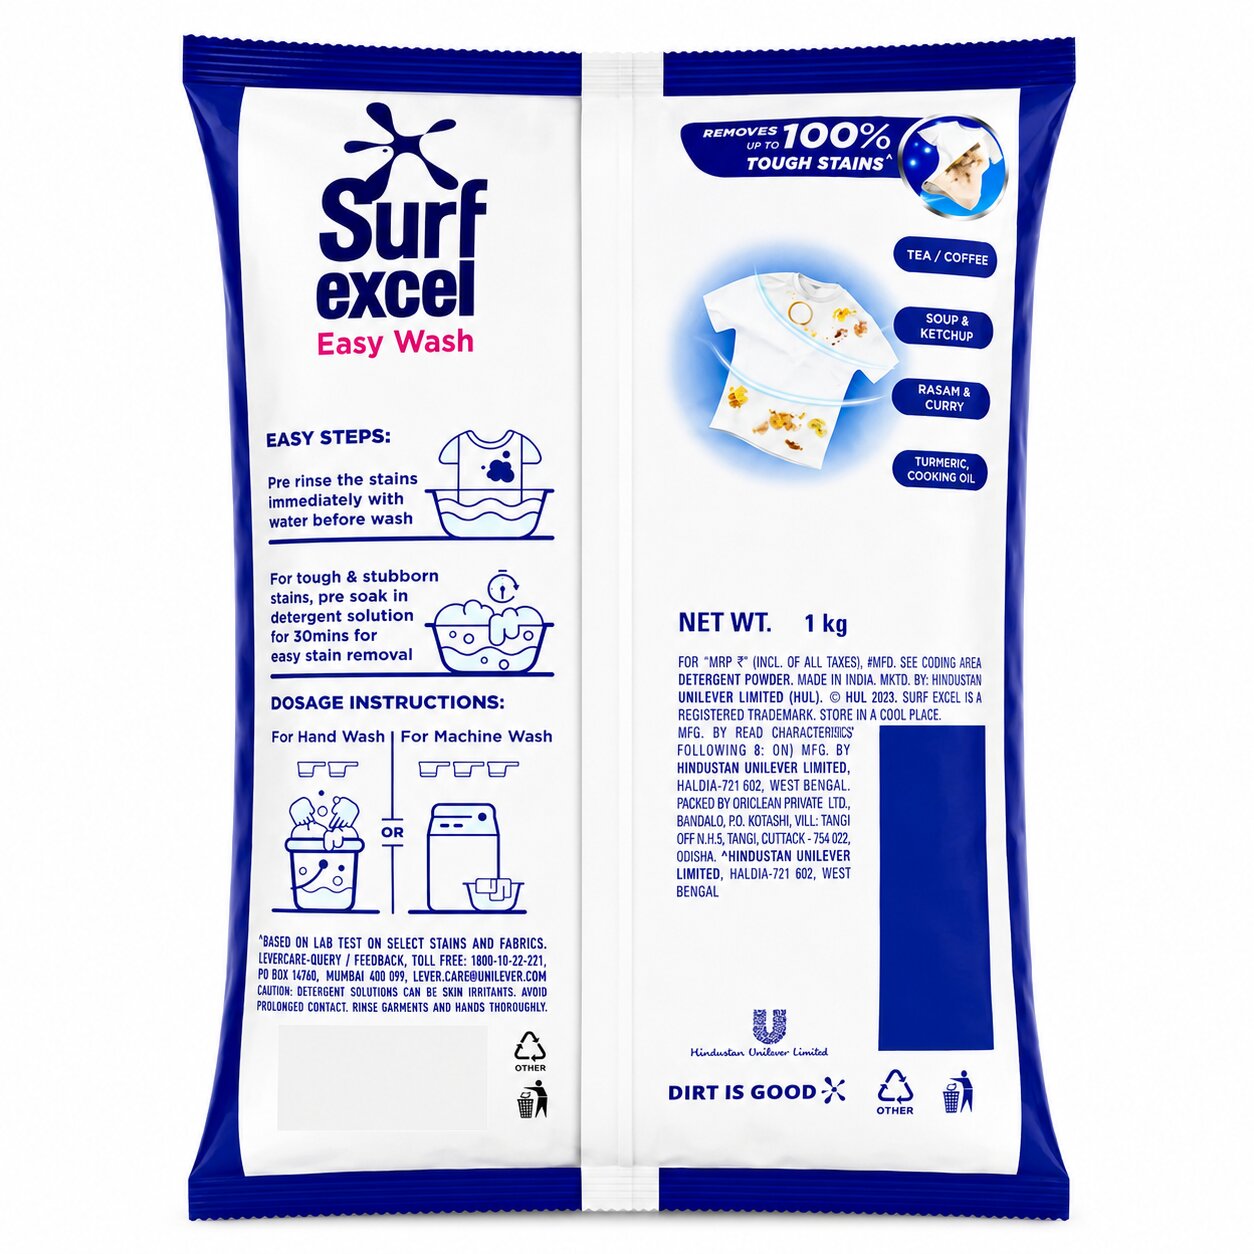 Surf
excel
Easy Wash
EASY STEPS:
Pre rinse the stains
immediately with
water before wash
For tough & stubborn
stains, pre soak in
detergent solution
for 30mins for
easy stain removal
DOSAGE INSTRUCTIONS:
For Hand Wash
For Machine Wash
OR
^BASED ON LAB TEST ON SELECT STAINS AND FABRICS.
LEVERCARE-QUERY / FEEDBACK, TOLL FREE: 1800-10-22-221,
PO BOX 14760, MUMBAI 400 099, LEVER.CARE@UNILEVER.COM
CAUTION: DETERGENT SOLUTIONS CAN BE SKIN IRRITANTS. AVOID
PROLONGED CONTACT. RINSE GARMENTS AND HANDS THOROUGHLY.
OTHER
REMOVES
UP TO 100%
TOUGH STAINS^
TEA / COFFEE
SOUP &
KETCHUP
RASAM &
CURRY
TURMERIC,
COOKING OIL
NET WT. 1 kg
FOR "MRP ₹" (INCL. OF ALL TAXES), #MFD. SEE CODING AREA
DETERGENT POWDER. MADE IN INDIA. MKTD. BY: HINDUSTAN
UNILEVER LIMITED (HUL). © HUL 2023. SURF EXCEL IS A
REGISTERED TRADEMARK. STORE IN A COOL PLACE.
MFG. BY READ
FOLLOWING 8: ON) MFG. BY
HINDUSTAN UNILEVER LIMITED,
HALDIA-721 602, WEST BENGAL.
PACKED BY ORICLEAN PRIVATE LTD.,
BANDALO, P.O. KOTASHI, VILL: TANGI
OFF N.H.5, TANGI, CUTTACK - 754 022,
ODISHA. ^HINDUSTAN UNILEVER
LIMITED, HALDIA-721 602, WEST
BENGAL
Hindustan Unilever Limited
DIRT IS GOOD
OTHER